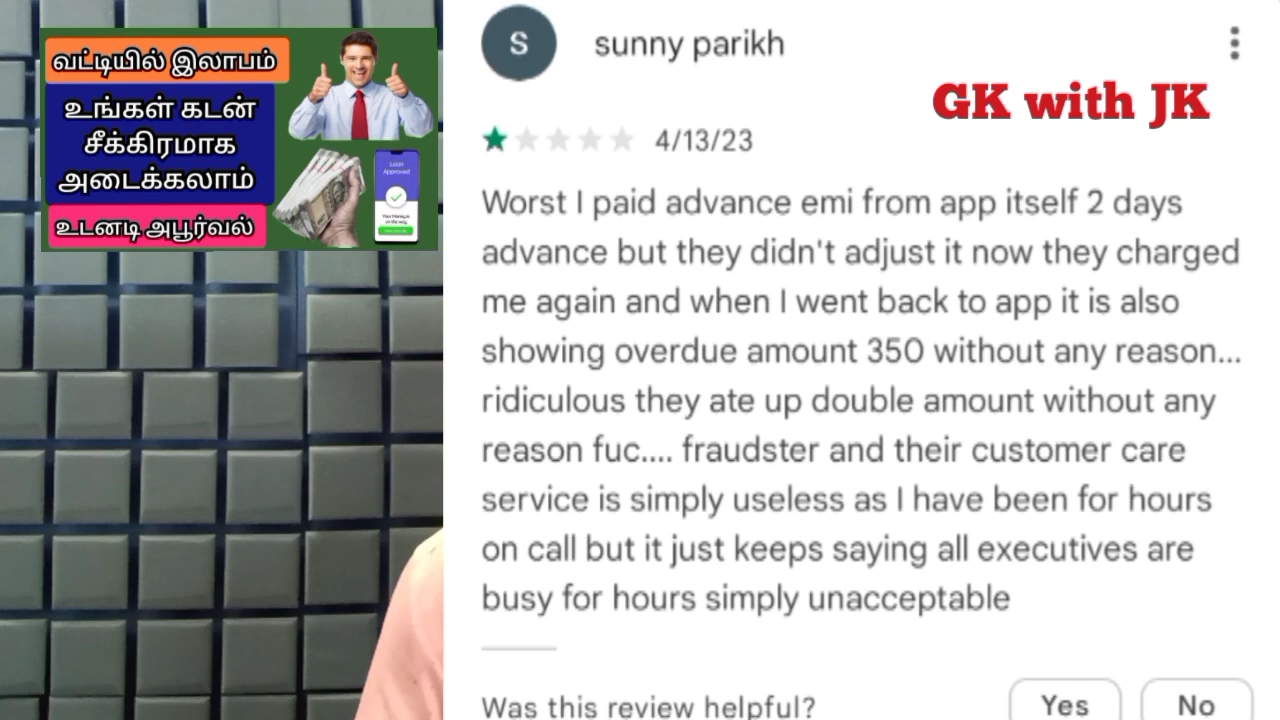 வட்டியில் இலாபம்
உங்கள் கடன்
சீக்கிரமாக
அடைக்கலாம்
உடனடி அபூர்வல்
Loan
Approved
S
sunny parikh
GK with JK
4/13/23
Worst I paid advance emi from app itself 2 days
advance but they didn't adjust it now they charged
me again and when I went back to app it is also
showing overdue amount 350 without any reason...
ridiculous they ate up double amount without any
reason fuc.... fraudster and their customer care
service is simply useless as I have been for hours
on call but it just keeps saying all executives are
busy for hours simply unacceptable
Was this review helpful?
Yes
No